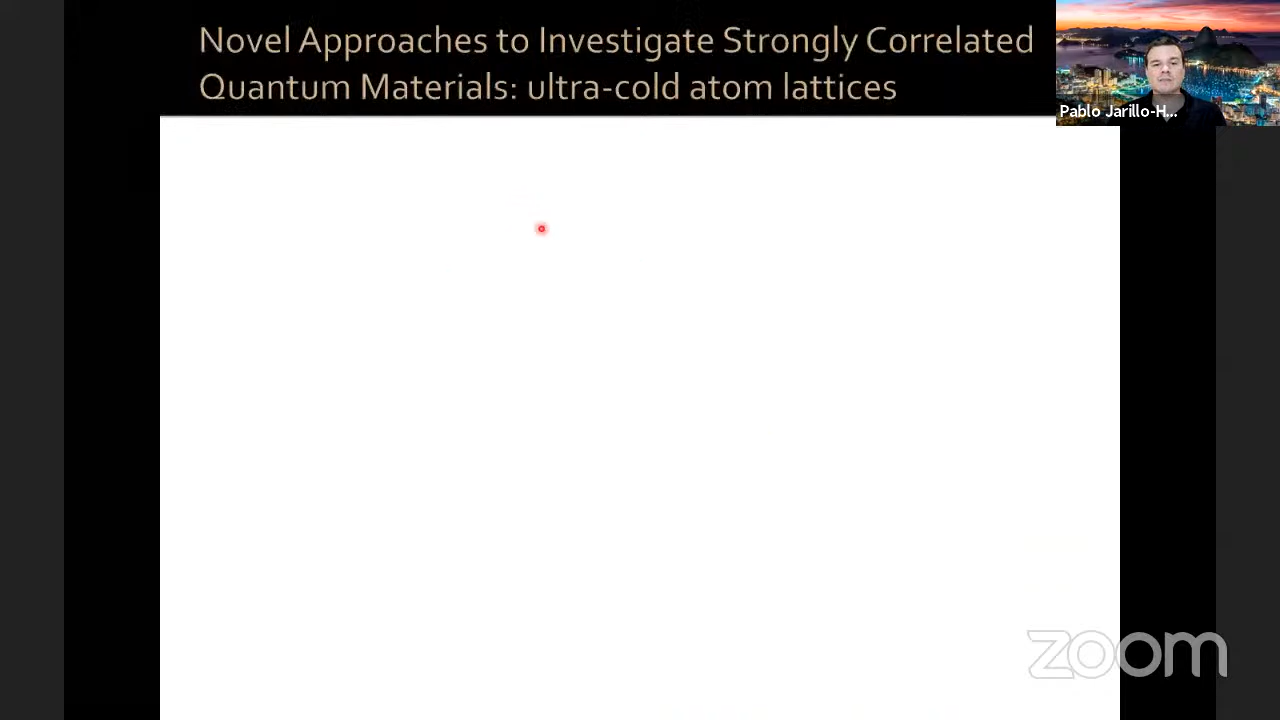 Novel Approaches to Investigate Strongly Correlated
Quantum Materials: ultra-cold atom lattices
Pablo Jarillo-H...
zoom